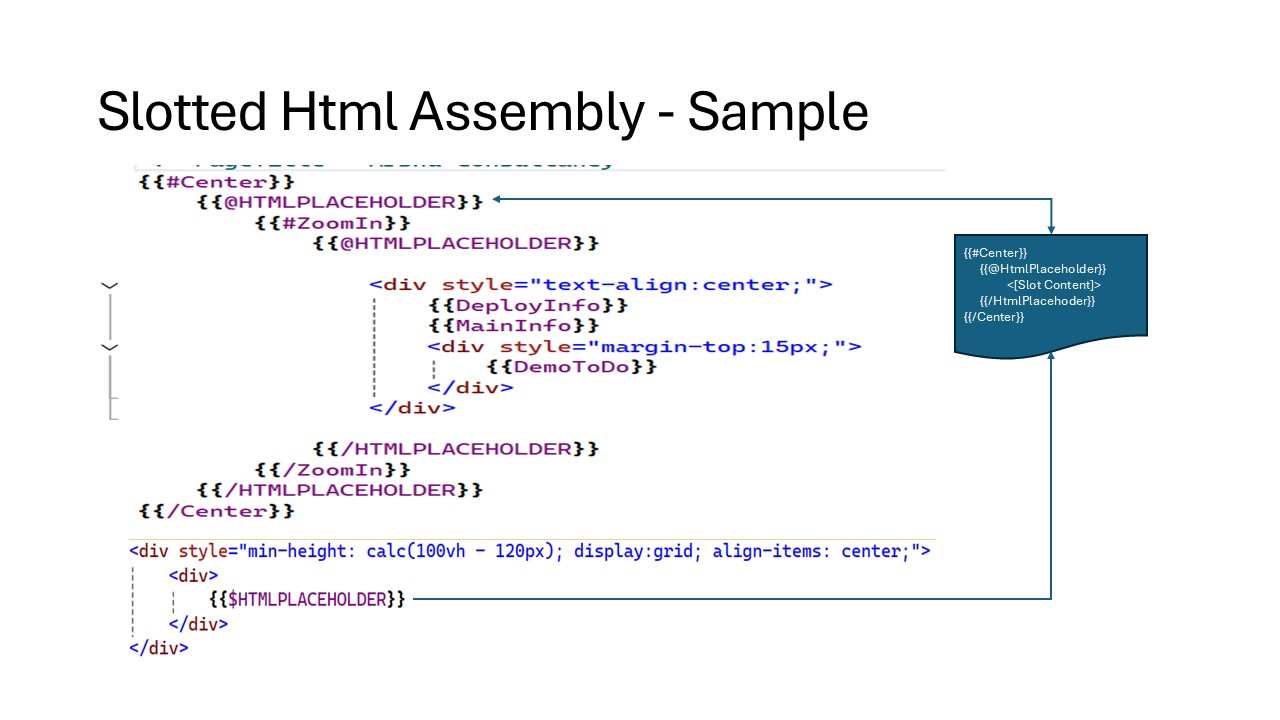 Slotted Html Assembly - Sample
{{#Center}}
{{@HTMLPLACEHOLDER}}
{{#ZoomIn}}
{{@HTMLPLACEHOLDER}}
<div style="text-align:center;">
{{DeployInfo}}
{{MainInfo}}
<div style="margin-top:15px;">
{{DemoToDo}}
</div>
</div>
{{/HTMLPLACEHOLDER}}
{{/ZoomIn}}
{{/HTMLPLACEHOLDER}}
{{/Center}}
{{#Center}}
{{@HtmlPlaceholder}}
<[Slot Content]>
{{/HtmlPlacehoder}}
{{/Center}}
<div style="min-height: calc(100vh - 120px); display:grid; align-items: center;">
<div>
{{$HTMLPLACEHOLDER}}
</div>
</div>